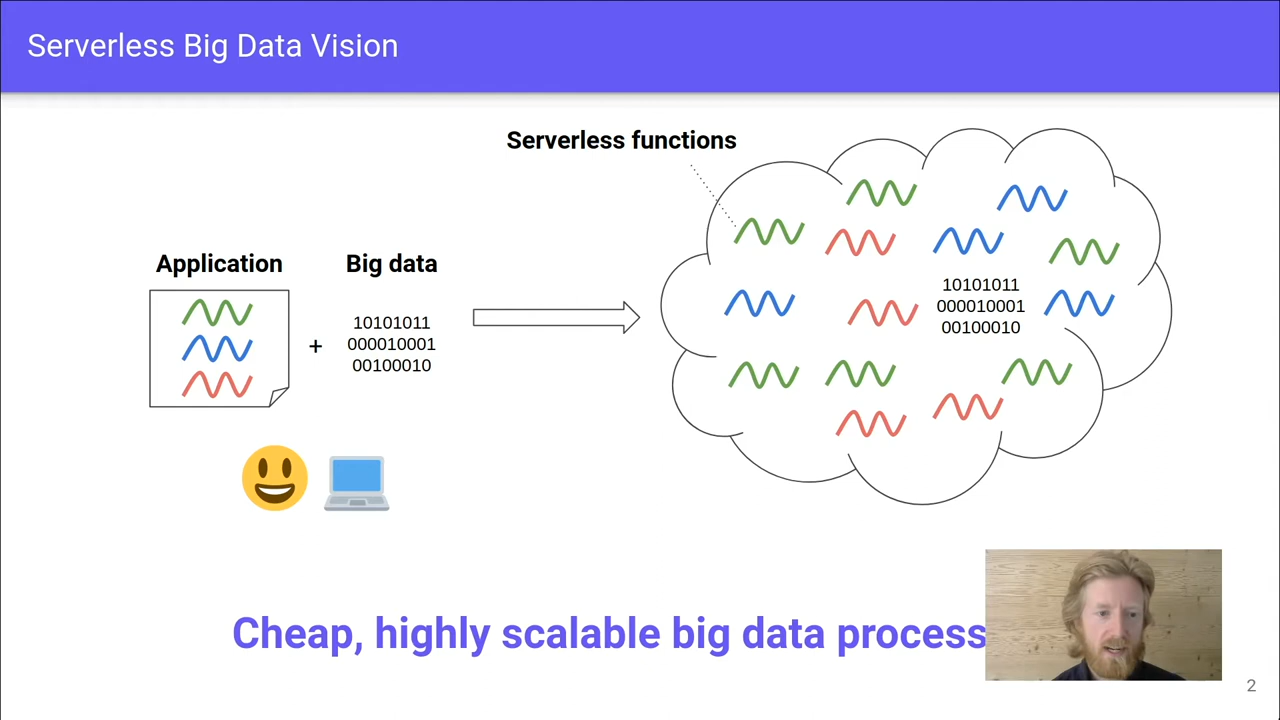 Serverless Big Data Vision
Serverless functions
Application
Big data
10101011
000010001
00100010
+
10101011
000010001
00100010
Cheap, highly scalable big data process
2